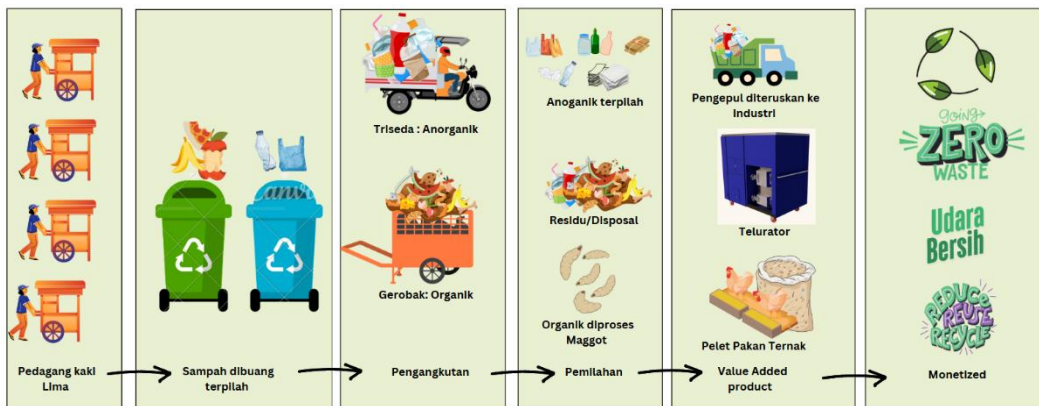 Pedagang kaki
Lima
Canva
Sampah dibuang
terpilah
Triseda : Anorganik
Gerobak: Organik
Pengangkutan
Anoganik terpilah
Residu/Disposal
Organik diproses
Maggot
Pemilahan
Pengepul diteruskan ke
industri
Telurator
Pelet Pakan Ternak
Value Added
product
GOING
ZERO
WASTE
Udara
Bersih
REDUCE
REUSE
RECYCLE
Monetized